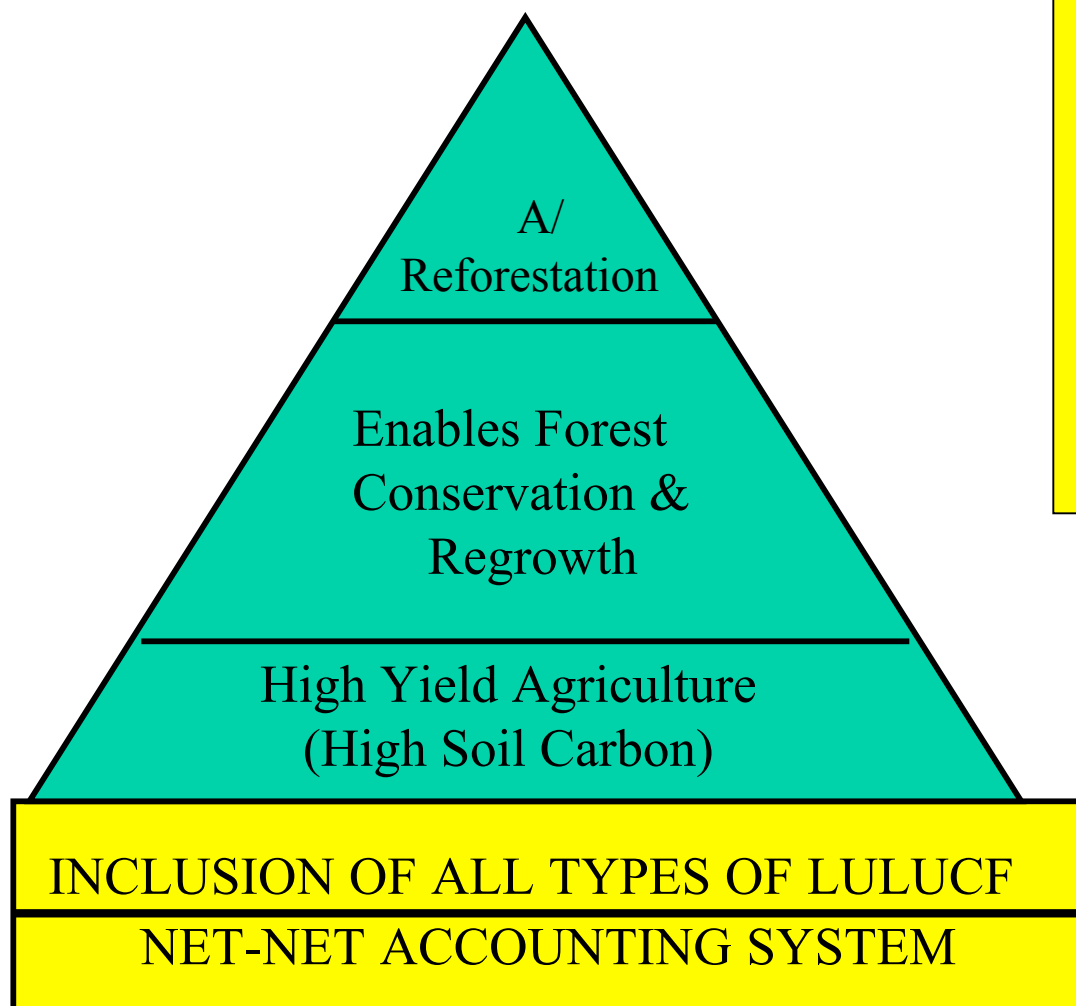 A/
Reforestation
Enables Forest
Conservation &
Regrowth
High Yield Agriculture
(High Soil Carbon)
INCLUSION OF ALL TYPES OF LULUCF
NET-NET ACCOUNTING SYSTEM